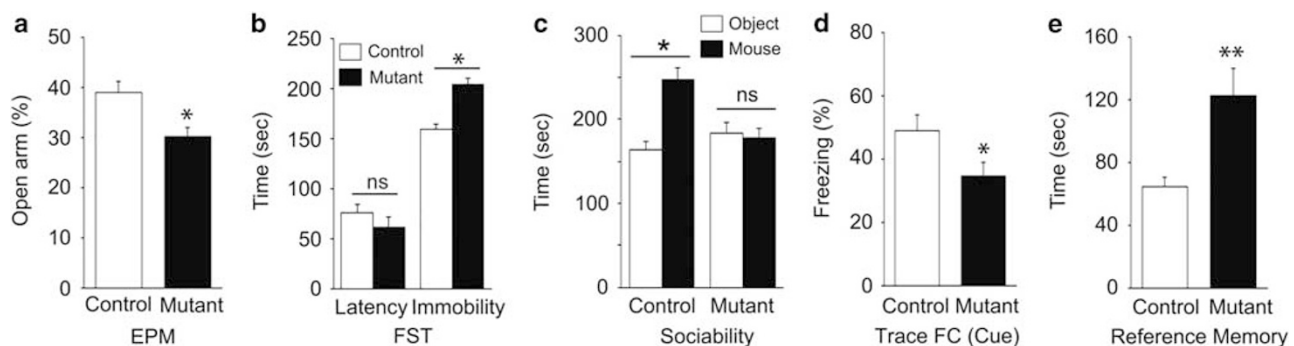 a
Open arm (%)
50
40
30
20
10
0
*
Control Mutant
EPM
b
Time (sec)
250
200
150
100
50
0
Control
Mutant
ns
*
Latency Immobility
FST
c
Time (sec)
300
200
100
0
Object
Mouse
*
ns
Control Mutant
Sociability
d
Freezing (%)
80
60
40
20
0
*
Control Mutant
Trace FC (Cue)
e
Time (sec)
160
120
80
40
0
**
Control Mutant
Reference Memory